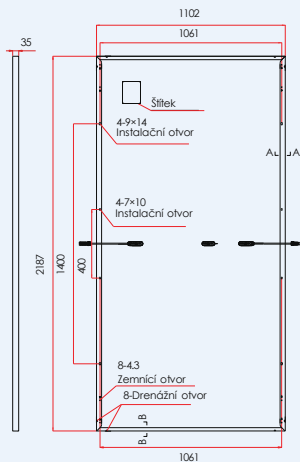 1102
1061
35
Štítek
4-9×14
Instalační otvor
A
A
4-7×10
Instalační otvor
2187
1400
400
8-4.3
Zemnící otvor
8-Drenážní otvor
B
B
1061